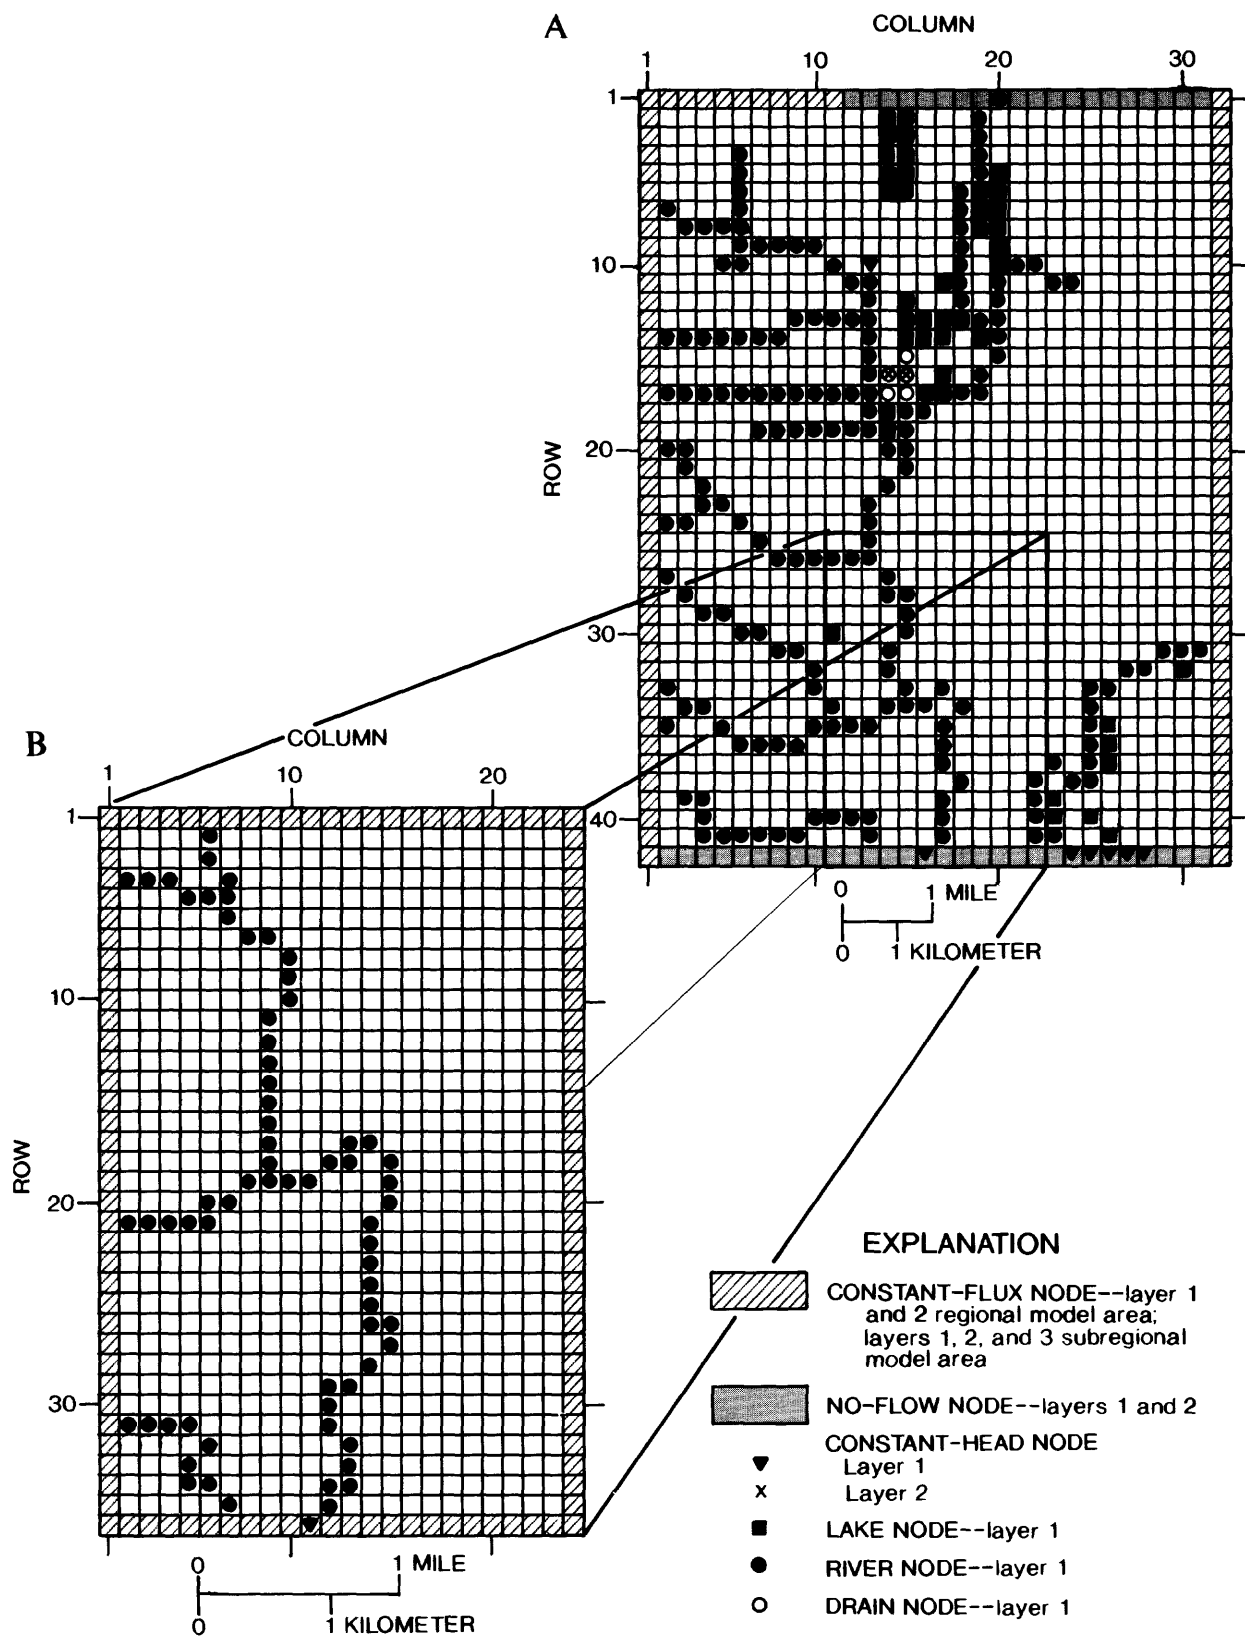 A
COLUMN
1 10 20 30
1
10
20
30
40
ROW
0 1 MILE
0 1 KILOMETER
B
COLUMN
1 10 20
1
10
20
30
ROW
0 1 MILE
0 1 KILOMETER
EXPLANATION
CONSTANT-FLUX NODE--layer 1
and 2 regional model area;
layers 1, 2, and 3 subregional
model area
NO-FLOW NODE--layers 1 and 2
CONSTANT-HEAD NODE
Layer 1
x Layer 2
LAKE NODE--layer 1
RIVER NODE--layer 1
DRAIN NODE--layer 1